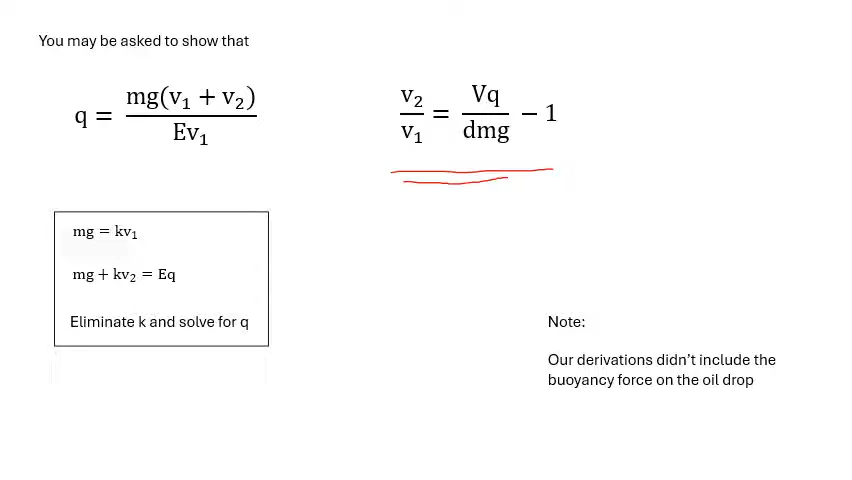 You may be asked to show that
q = mg(v₁ + v₂) / Ev₁
v₂ / v₁ = Vq / dmg − 1
mg = kv₁
mg + kv₂ = Eq
Eliminate k and solve for q
Note:
Our derivations didn’t include the
buoyancy force on the oil drop